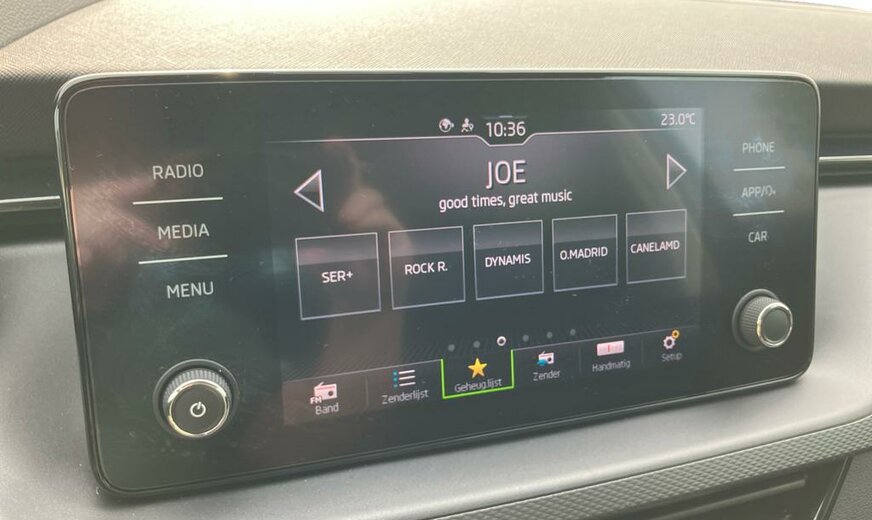 10:36
23.0°C
RADIO
MEDIA
MENU
JOE
good times, great music
SER+
ROCK R.
DYNAMIS
O.MADRID
CANELAMD
FM
Band
Zenderlijst
Geheug.lijst
Zender
Handmatig
Setup
PHONE
APP/
CAR